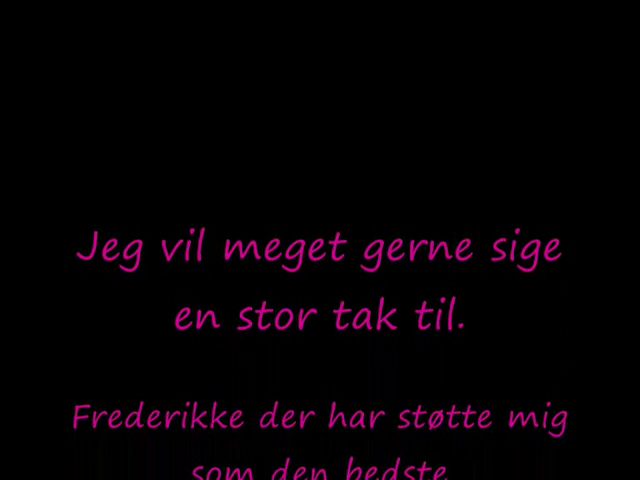 Jeg vil meget gerne sige
en stor tak til.
Frederikke der har støtte mig
som den bedste